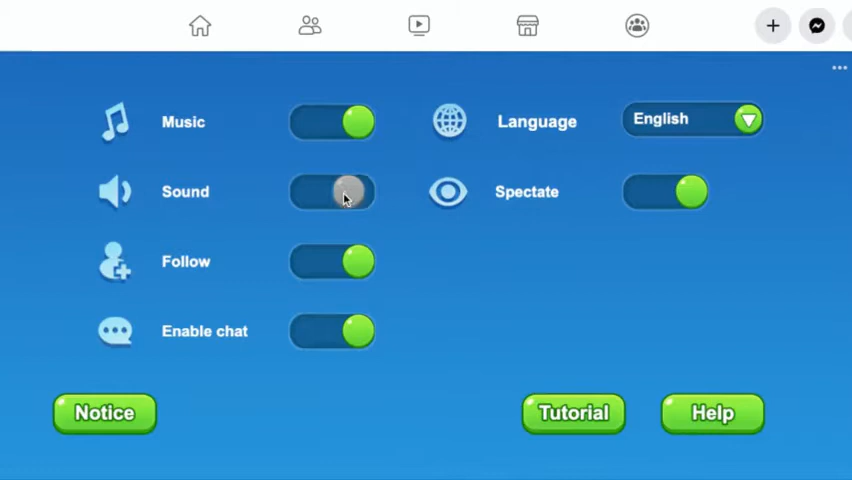 Music
Language
English
Sound
Spectate
Follow
Enable chat
Notice
Tutorial
Help